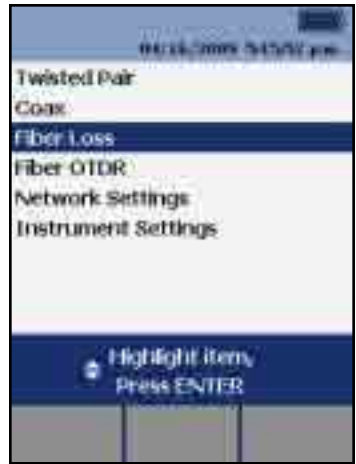 Twisted Pair
Coax
Fiber Loss
Fiber OTDR
Network Settings
Instrument Settings
Highlight item,
Press ENTER